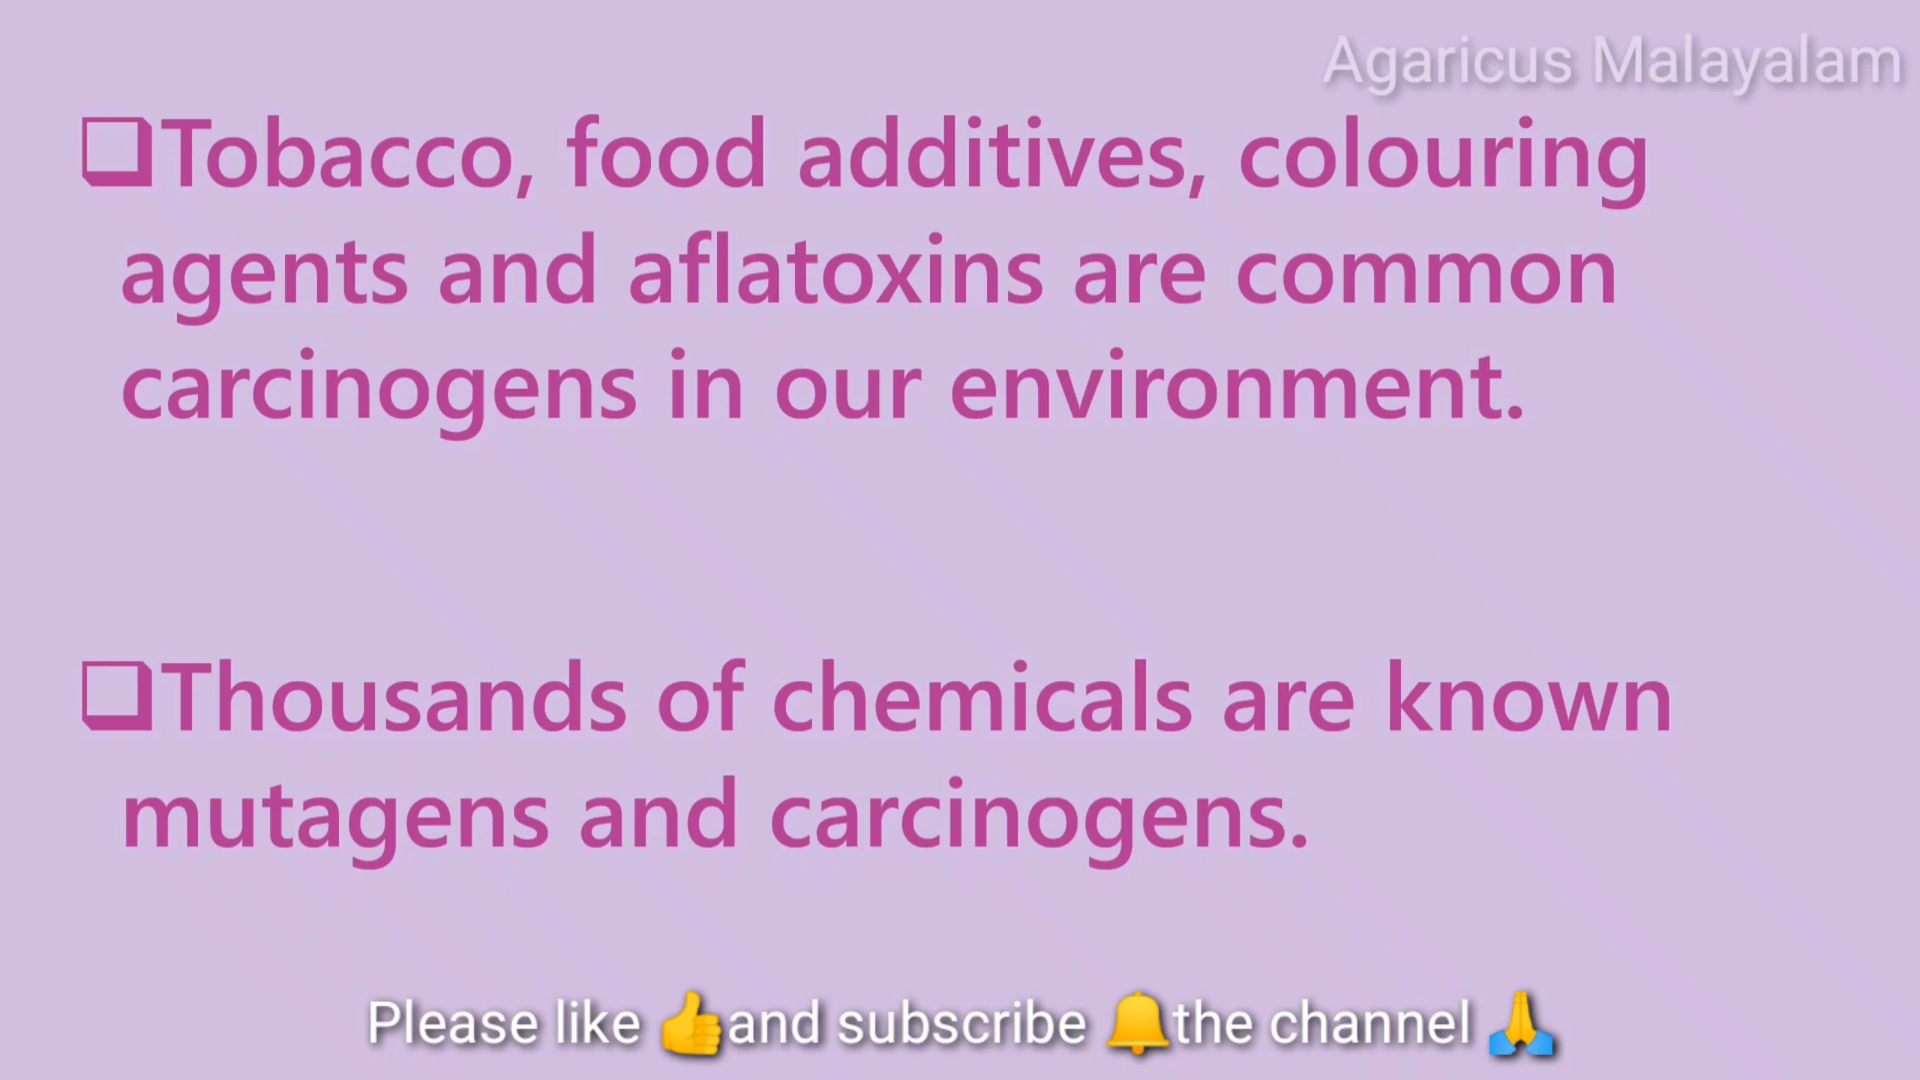 Agaricus Malayalam
❑Tobacco, food additives, colouring
agents and aflatoxins are common
carcinogens in our environment.
❑Thousands of chemicals are known
mutagens and carcinogens.
Please like 👍and subscribe 🔔the channel 🙏